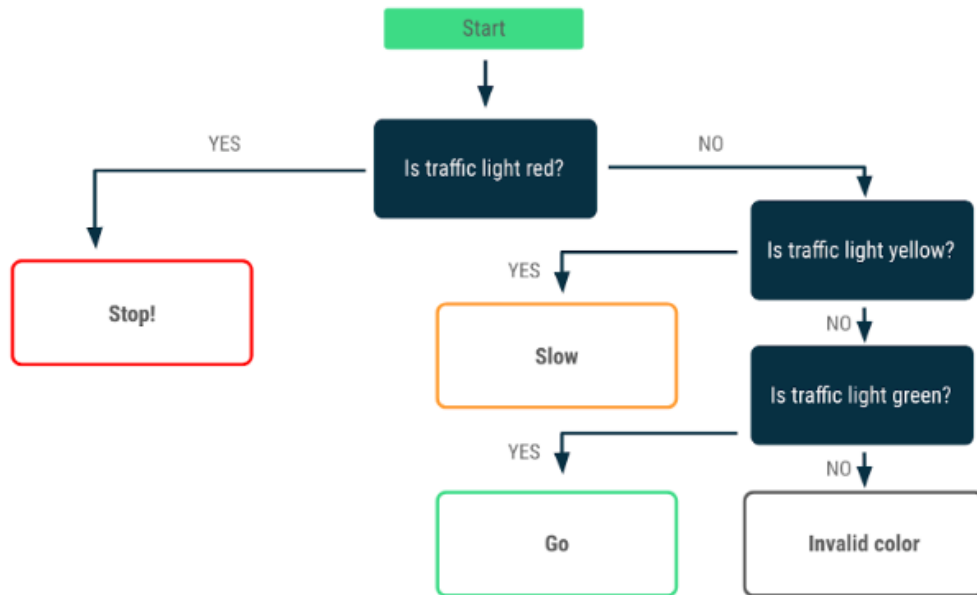 Start
YES
NO
Is traffic light red?
Is traffic light yellow?
YES
Stop!
NO
Slow
Is traffic light green?
YES
NO
Go
Invalid color